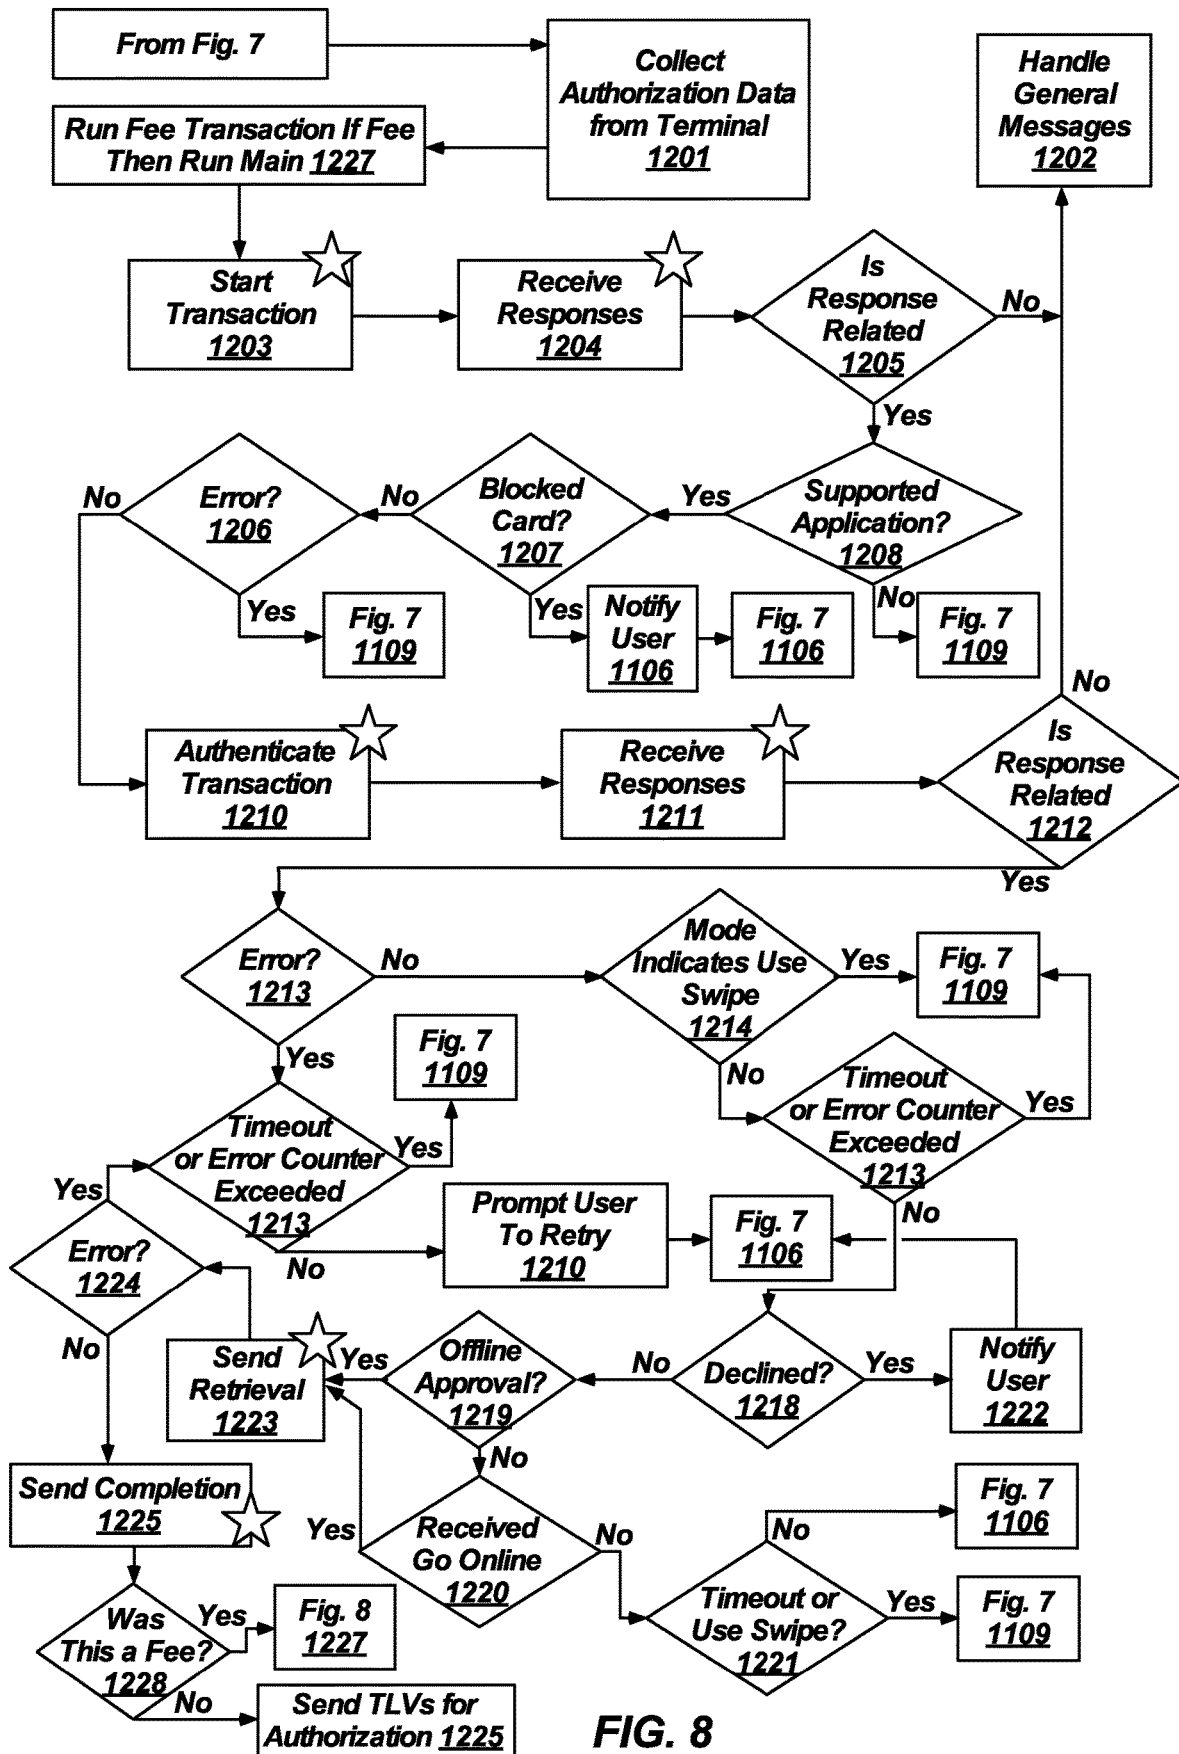 From Fig. 7
Collect
Authorization Data
from Terminal
1201
Handle
General
Messages
1202
Run Fee Transaction If Fee
Then Run Main 1227
Start
Transaction
1203
Receive
Responses
1204
Is
Response
Related
1205
No
Yes
No
Error?
1206
No
Blocked
Card?
1207
Yes
Supported
Application?
1208
Yes
Fig. 7
1109
Yes
Notify
User
1106
Fig. 7
1106
No
Fig. 7
1109
No
Authenticate
Transaction
1210
Receive
Responses
1211
Is
Response
Related
1212
Yes
Error?
1213
No
Mode
Indicates Use
Swipe
1214
Yes
Fig. 7
1109
Yes
Fig. 7
1109
No
Timeout
or Error Counter
Exceeded
1213
Yes
Timeout
or Error Counter
Exceeded
1213
Yes
Yes
No
Prompt User
To Retry
1210
Fig. 7
1106
No
Error?
1224
No
Send
Retrieval
1223
Yes
Offline
Approval?
1219
No
Declined?
1218
Yes
Notify
User
1222
No
Send Completion
1225
Yes
Received
Go Online
1220
No
No
Fig. 7
1106
Timeout or
Use Swipe?
1221
Yes
Fig. 7
1109
Was
This a Fee?
1228
Yes
Fig. 8
1227
No
Send TLVs for
Authorization 1225
FIG. 8